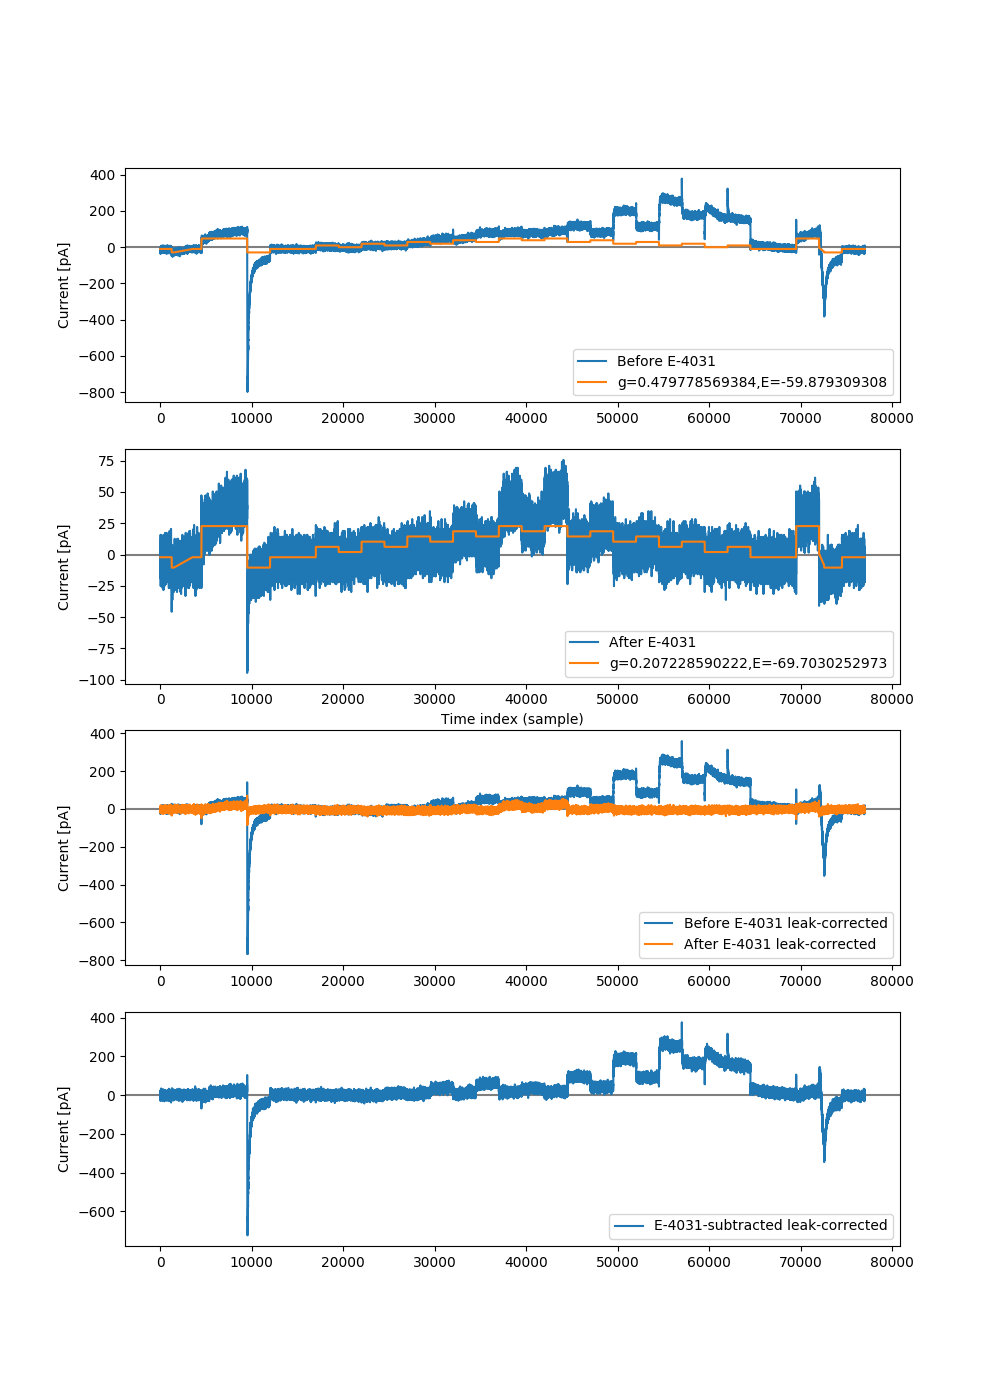 400
200
0
−200
−400
−600
−800
Current [pA]
Before E-4031
g=0.479778569384,E=-59.879309308
0 10000 20000 30000 40000 50000 60000 70000 80000
75
50
25
0
−25
−50
−75
−100
Current [pA]
After E-4031
g=0.207228590222,E=-69.7030252973
0 10000 20000 30000 40000 50000 60000 70000 80000
Time index (sample)
400
200
0
−200
−400
−600
−800
Current [pA]
Before E-4031 leak-corrected
After E-4031 leak-corrected
0 10000 20000 30000 40000 50000 60000 70000 80000
400
200
0
−200
−400
−600
Current [pA]
E-4031-subtracted leak-corrected
0 10000 20000 30000 40000 50000 60000 70000 80000